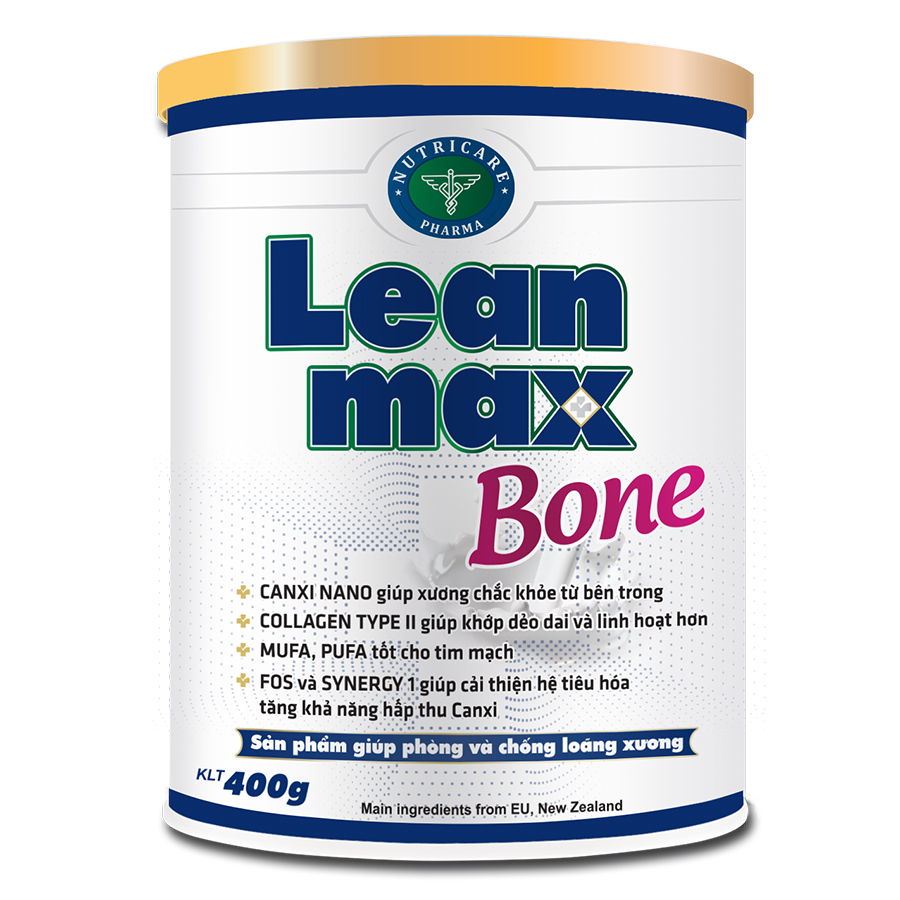 NUTRICARE
PHARMA
Lean
max
Bone
CANXI NANO giúp xương chắc khỏe từ bên trong
COLLAGEN TYPE II giúp khớp dẻo dai và linh hoạt hơn
MUFA, PUFA tốt cho tim mạch
FOS và SYNERGY 1 giúp cải thiện hệ tiêu hóa
tăng khả năng hấp thu Canxi
Sản phẩm giúp phòng và chống loãng xương
KLT 400g
Main ingredients from EU, New Zealand